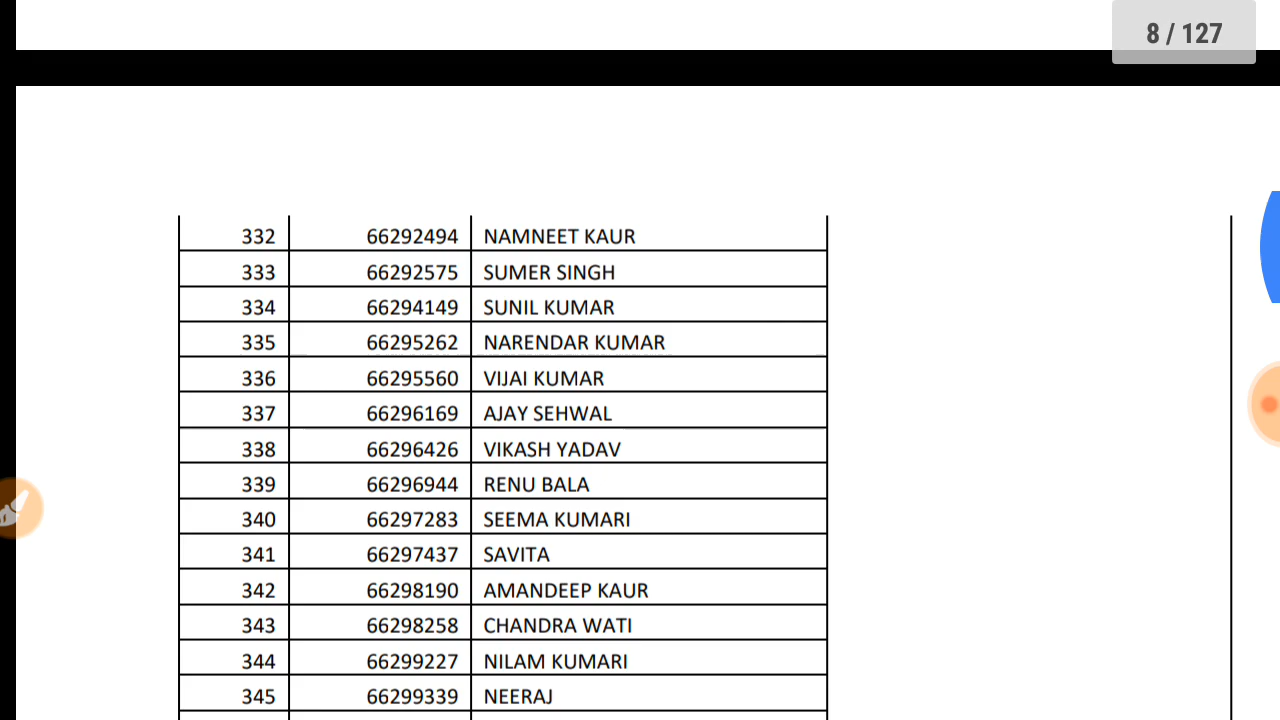 8 / 127
332 66292494 NAMNEET KAUR
333 66292575 SUMER SINGH
334 66294149 SUNIL KUMAR
335 66295262 NARENDAR KUMAR
336 66295560 VIJAI KUMAR
337 66296169 AJAY SEHWAL
338 66296426 VIKASH YADAV
339 66296944 RENU BALA
340 66297283 SEEMA KUMARI
341 66297437 SAVITA
342 66298190 AMANDEEP KAUR
343 66298258 CHANDRA WATI
344 66299227 NILAM KUMARI
345 66299339 NEERAJ